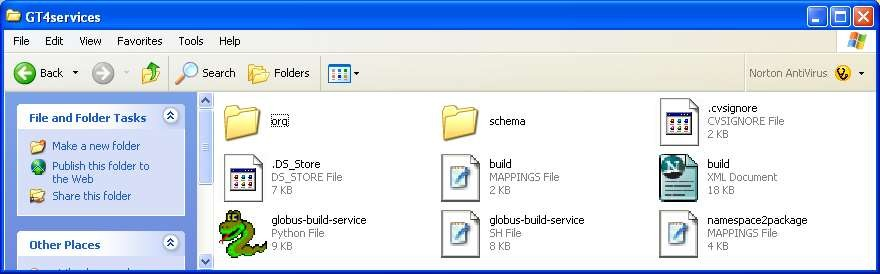 GT4services
File Edit View Favorites Tools Help
Back Search Folders Norton AntiVirus
File and Folder Tasks
Make a new folder
Publish this folder to
the Web
Share this folder
Other Places
org
schema
.cvsignore
CVSIGNORE File
2 KB
.DS_Store
DS_STORE File
7 KB
build
MAPPINGS File
2 KB
build
XML Document
18 KB
globus-build-service
Python File
9 KB
globus-build-service
SH File
8 KB
namespace2package
MAPPINGS File
4 KB